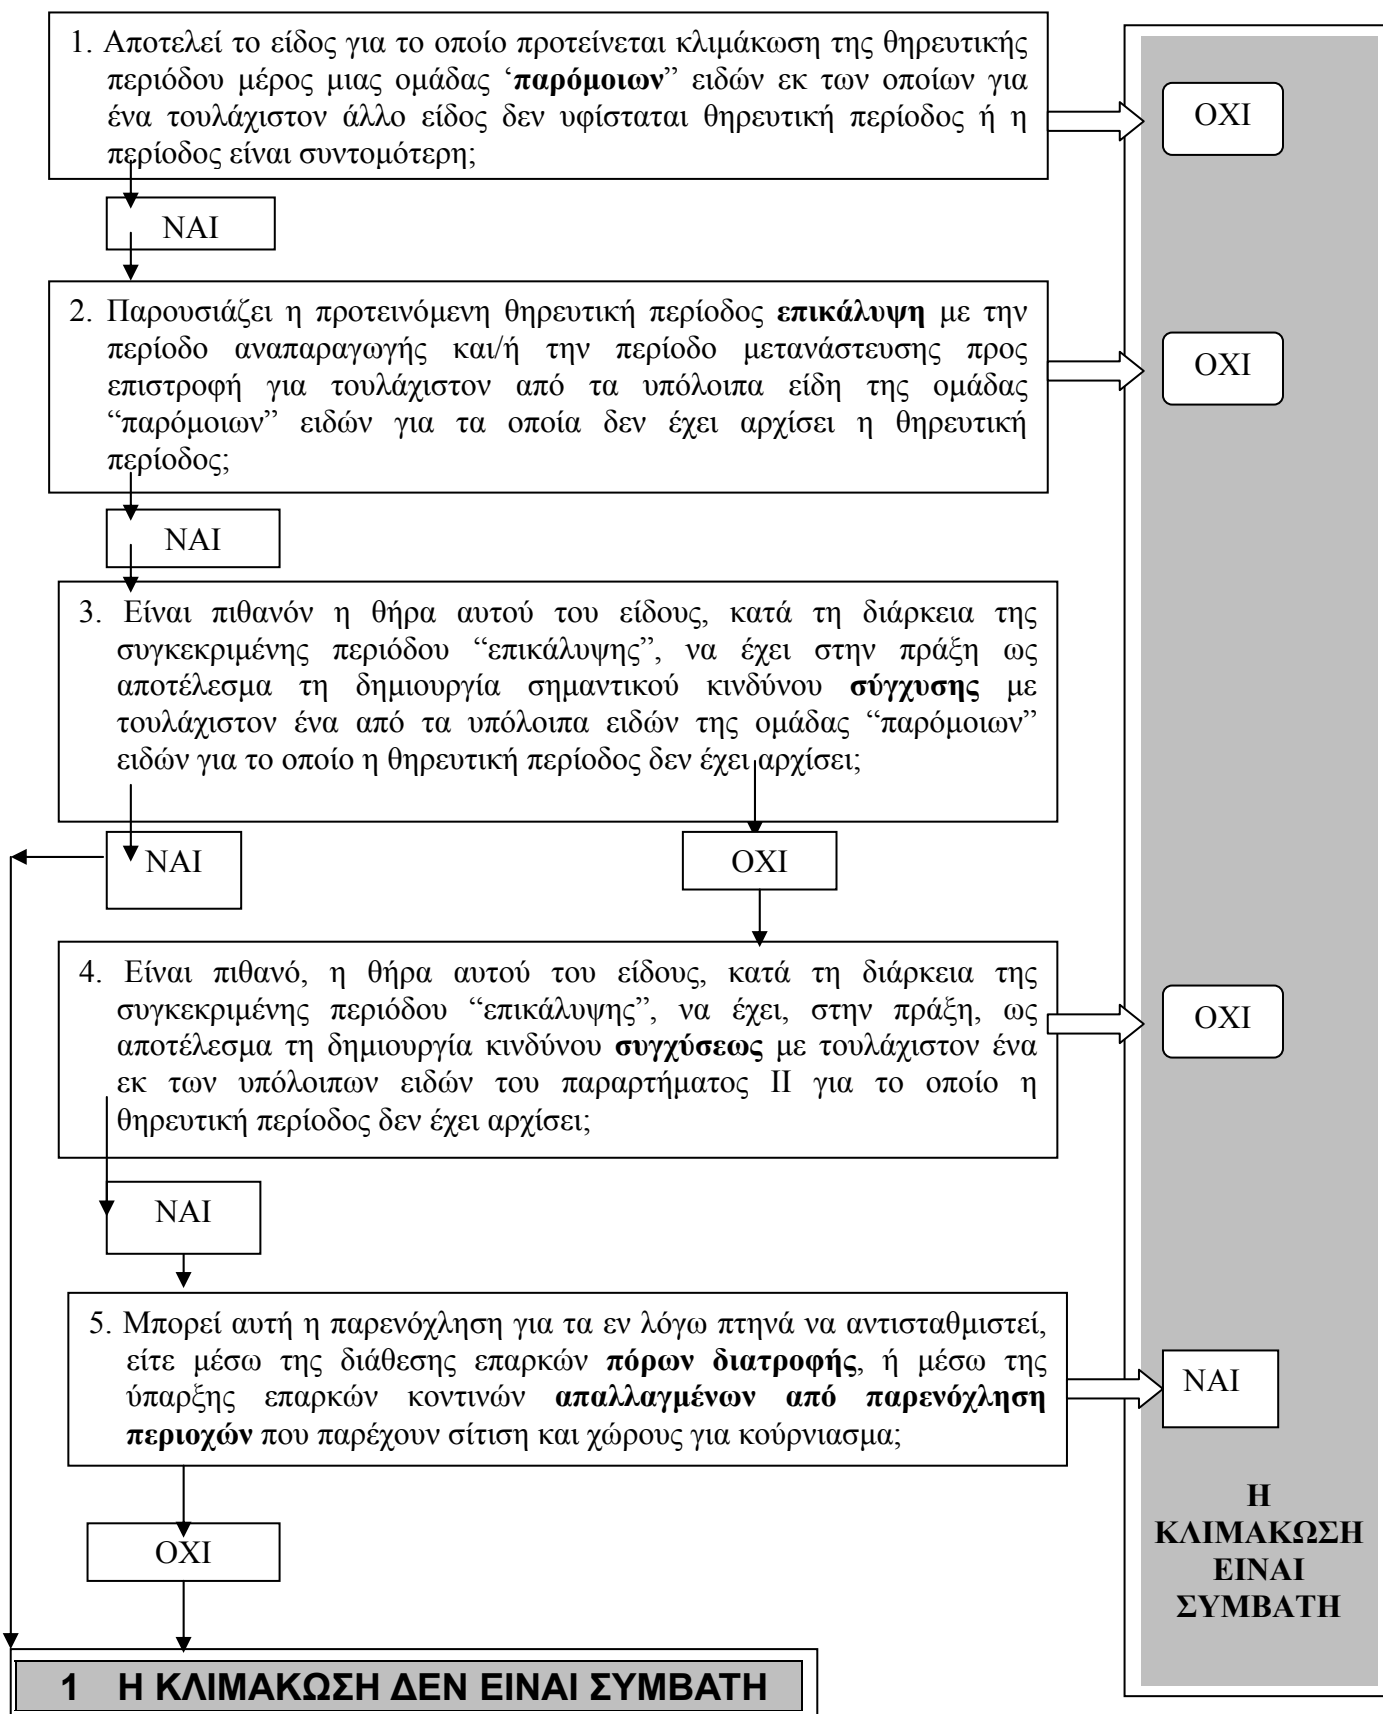 1. Αποτελεί το είδος για το οποίο προτείνεται κλιμάκωση της θηρευτικής
περιόδου μέρος μιας ομάδας ‘παρόμοιων” ειδών εκ των οποίων για
ένα τουλάχιστον άλλο είδος δεν υφίσταται θηρευτική περίοδος ή η
περίοδος είναι συντομότερη;
ΟΧΙ
ΝΑΙ
2. Παρουσιάζει η προτεινόμενη θηρευτική περίοδος επικάλυψη με την
περίοδο αναπαραγωγής και/ή την περίοδο μετανάστευσης προς
επιστροφή για τουλάχιστον από τα υπόλοιπα είδη της ομάδας
“παρόμοιων” ειδών για τα οποία δεν έχει αρχίσει η θηρευτική
περίοδος;
ΟΧΙ
ΝΑΙ
3. Είναι πιθανόν η θήρα αυτού του είδους, κατά τη διάρκεια της
συγκεκριμένης περιόδου “επικάλυψης”, να έχει στην πράξη ως
αποτέλεσμα τη δημιουργία σημαντικού κινδύνου σύγχυσης με
τουλάχιστον ένα από τα υπόλοιπα ειδών της ομάδας “παρόμοιων”
ειδών για το οποίο η θηρευτική περίοδος δεν έχει αρχίσει;
ΝΑΙ
ΟΧΙ
4. Είναι πιθανό, η θήρα αυτού του είδους, κατά τη διάρκεια της
συγκεκριμένης περιόδου “επικάλυψης”, να έχει, στην πράξη, ως
αποτέλεσμα τη δημιουργία κινδύνου συγχύσεως με τουλάχιστον ένα
εκ των υπόλοιπων ειδών του παραρτήματος ΙΙ για το οποίο η
θηρευτική περίοδος δεν έχει αρχίσει;
ΟΧΙ
ΝΑΙ
5. Μπορεί αυτή η παρενόχληση για τα εν λόγω πτηνά να αντισταθμιστεί,
είτε μέσω της διάθεσης επαρκών πόρων διατροφής, ή μέσω της
ύπαρξης επαρκών κοντινών απαλλαγμένων από παρενόχληση
περιοχών που παρέχουν σίτιση και χώρους για κούρνιασμα;
ΝΑΙ
ΟΧΙ
Η
ΚΛΙΜΑΚΩΣΗ
ΕΙΝΑΙ
ΣΥΜΒΑΤΗ
1 Η ΚΛΙΜΑΚΩΣΗ ΔΕΝ ΕΙΝΑΙ ΣΥΜΒΑΤΗ